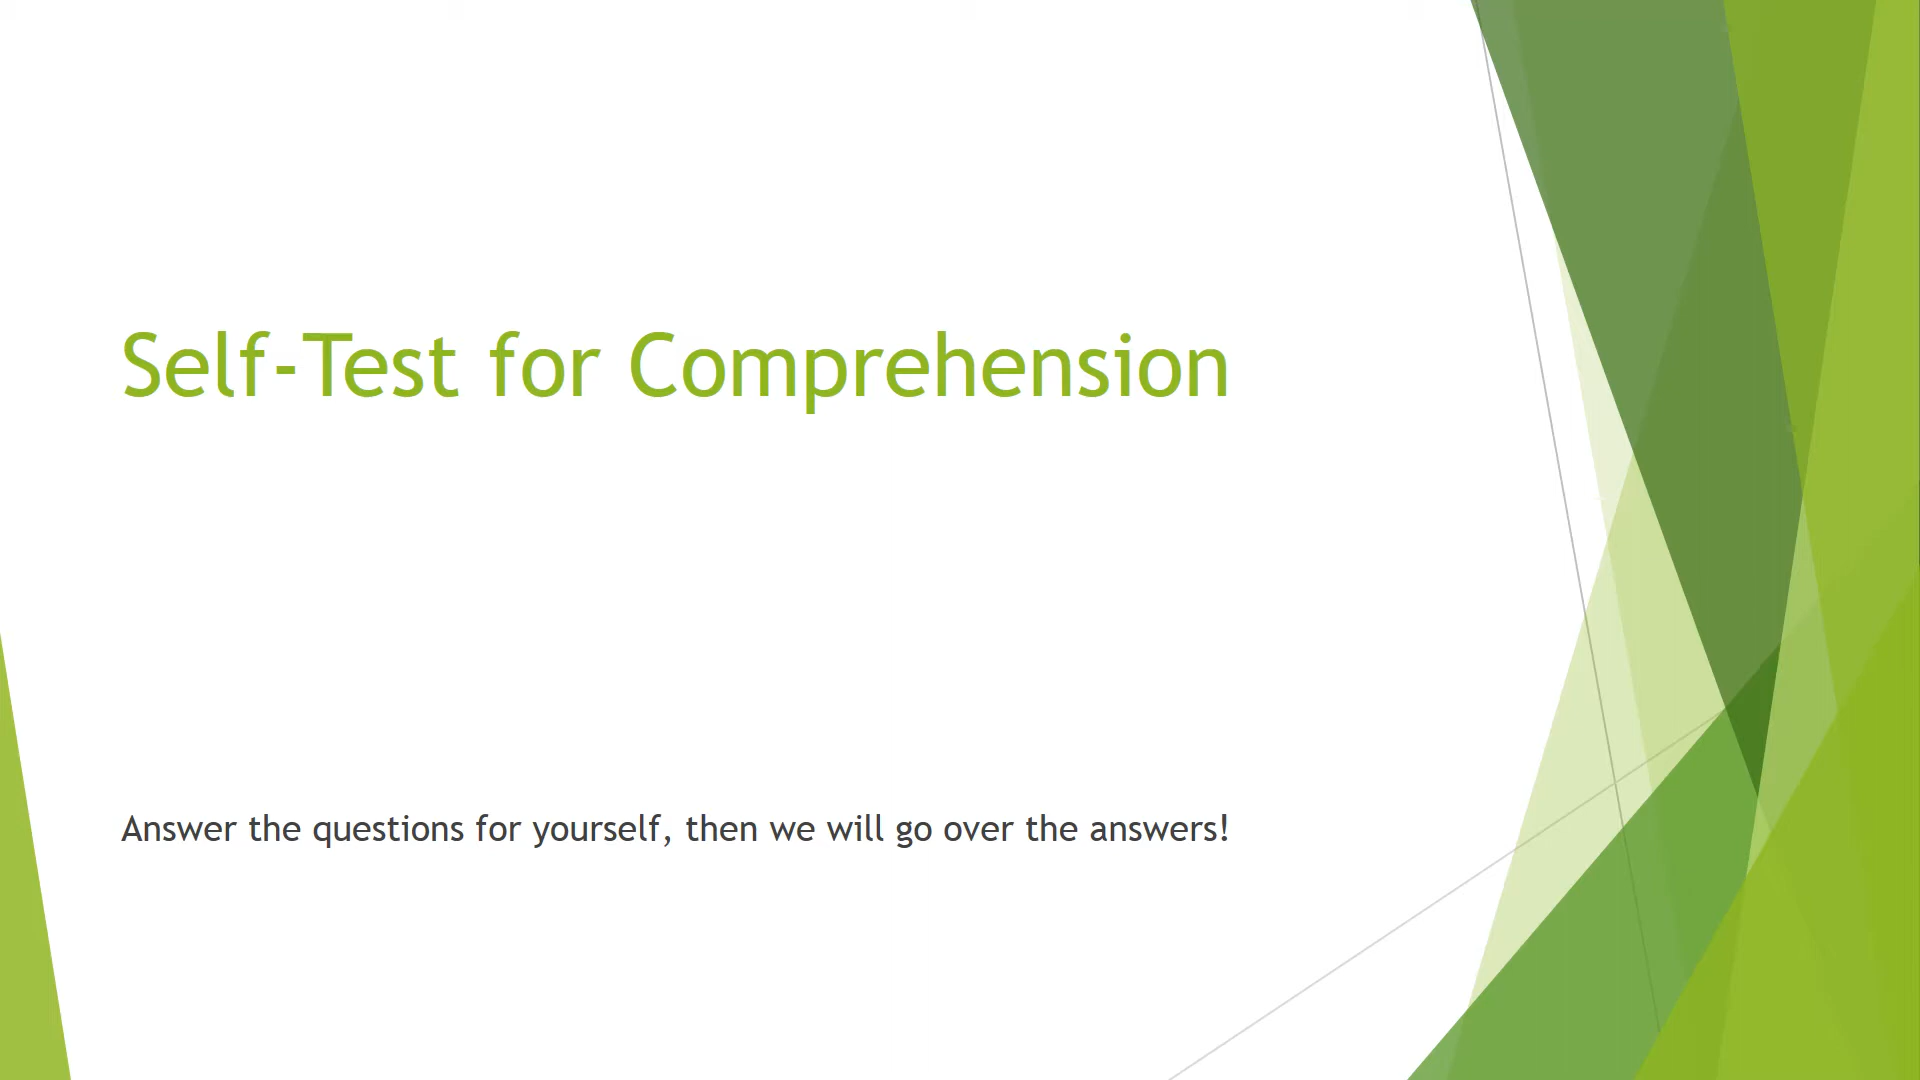 Self-Test for Comprehension
Answer the questions for yourself, then we will go over the answers!